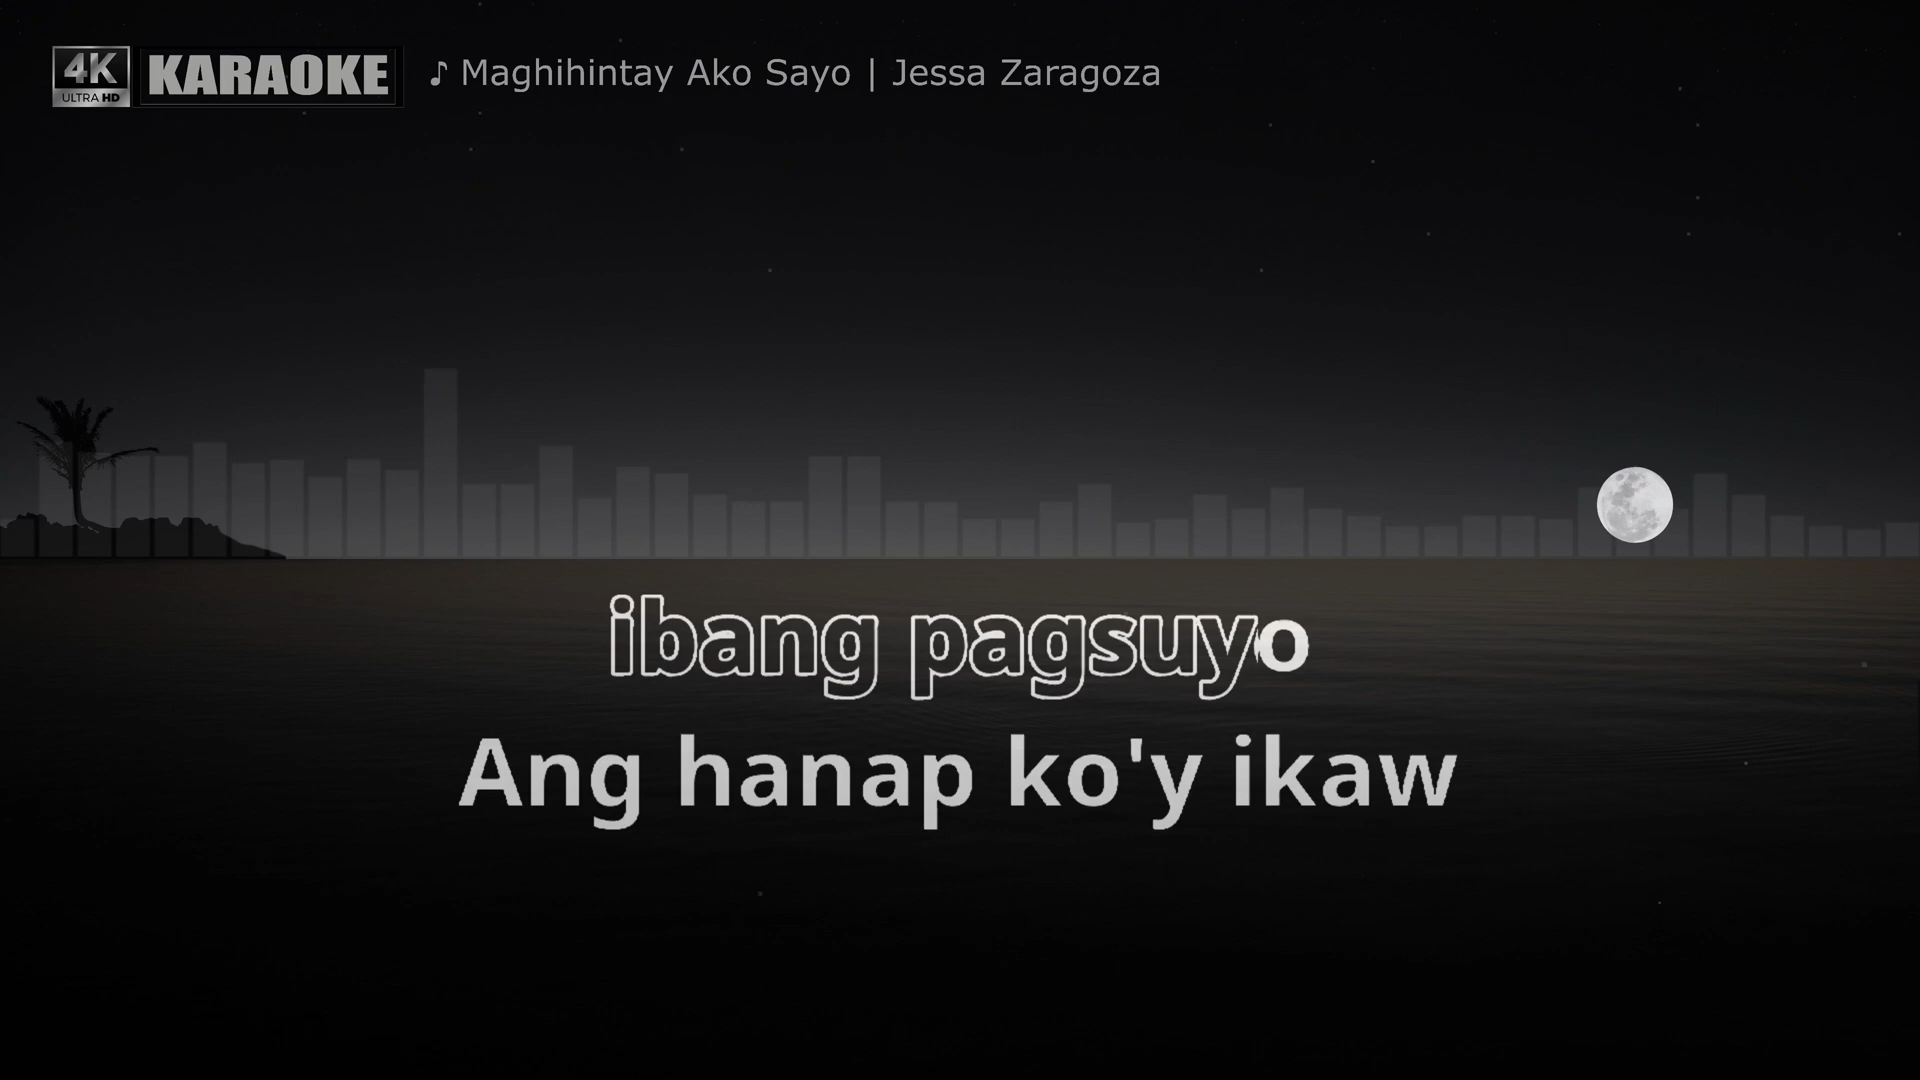 4K ULTRA HD KARAOKE ♪ Maghihintay Ako Sayo | Jessa Zaragoza
ibang pagsuyo
Ang hanap ko'y ikaw